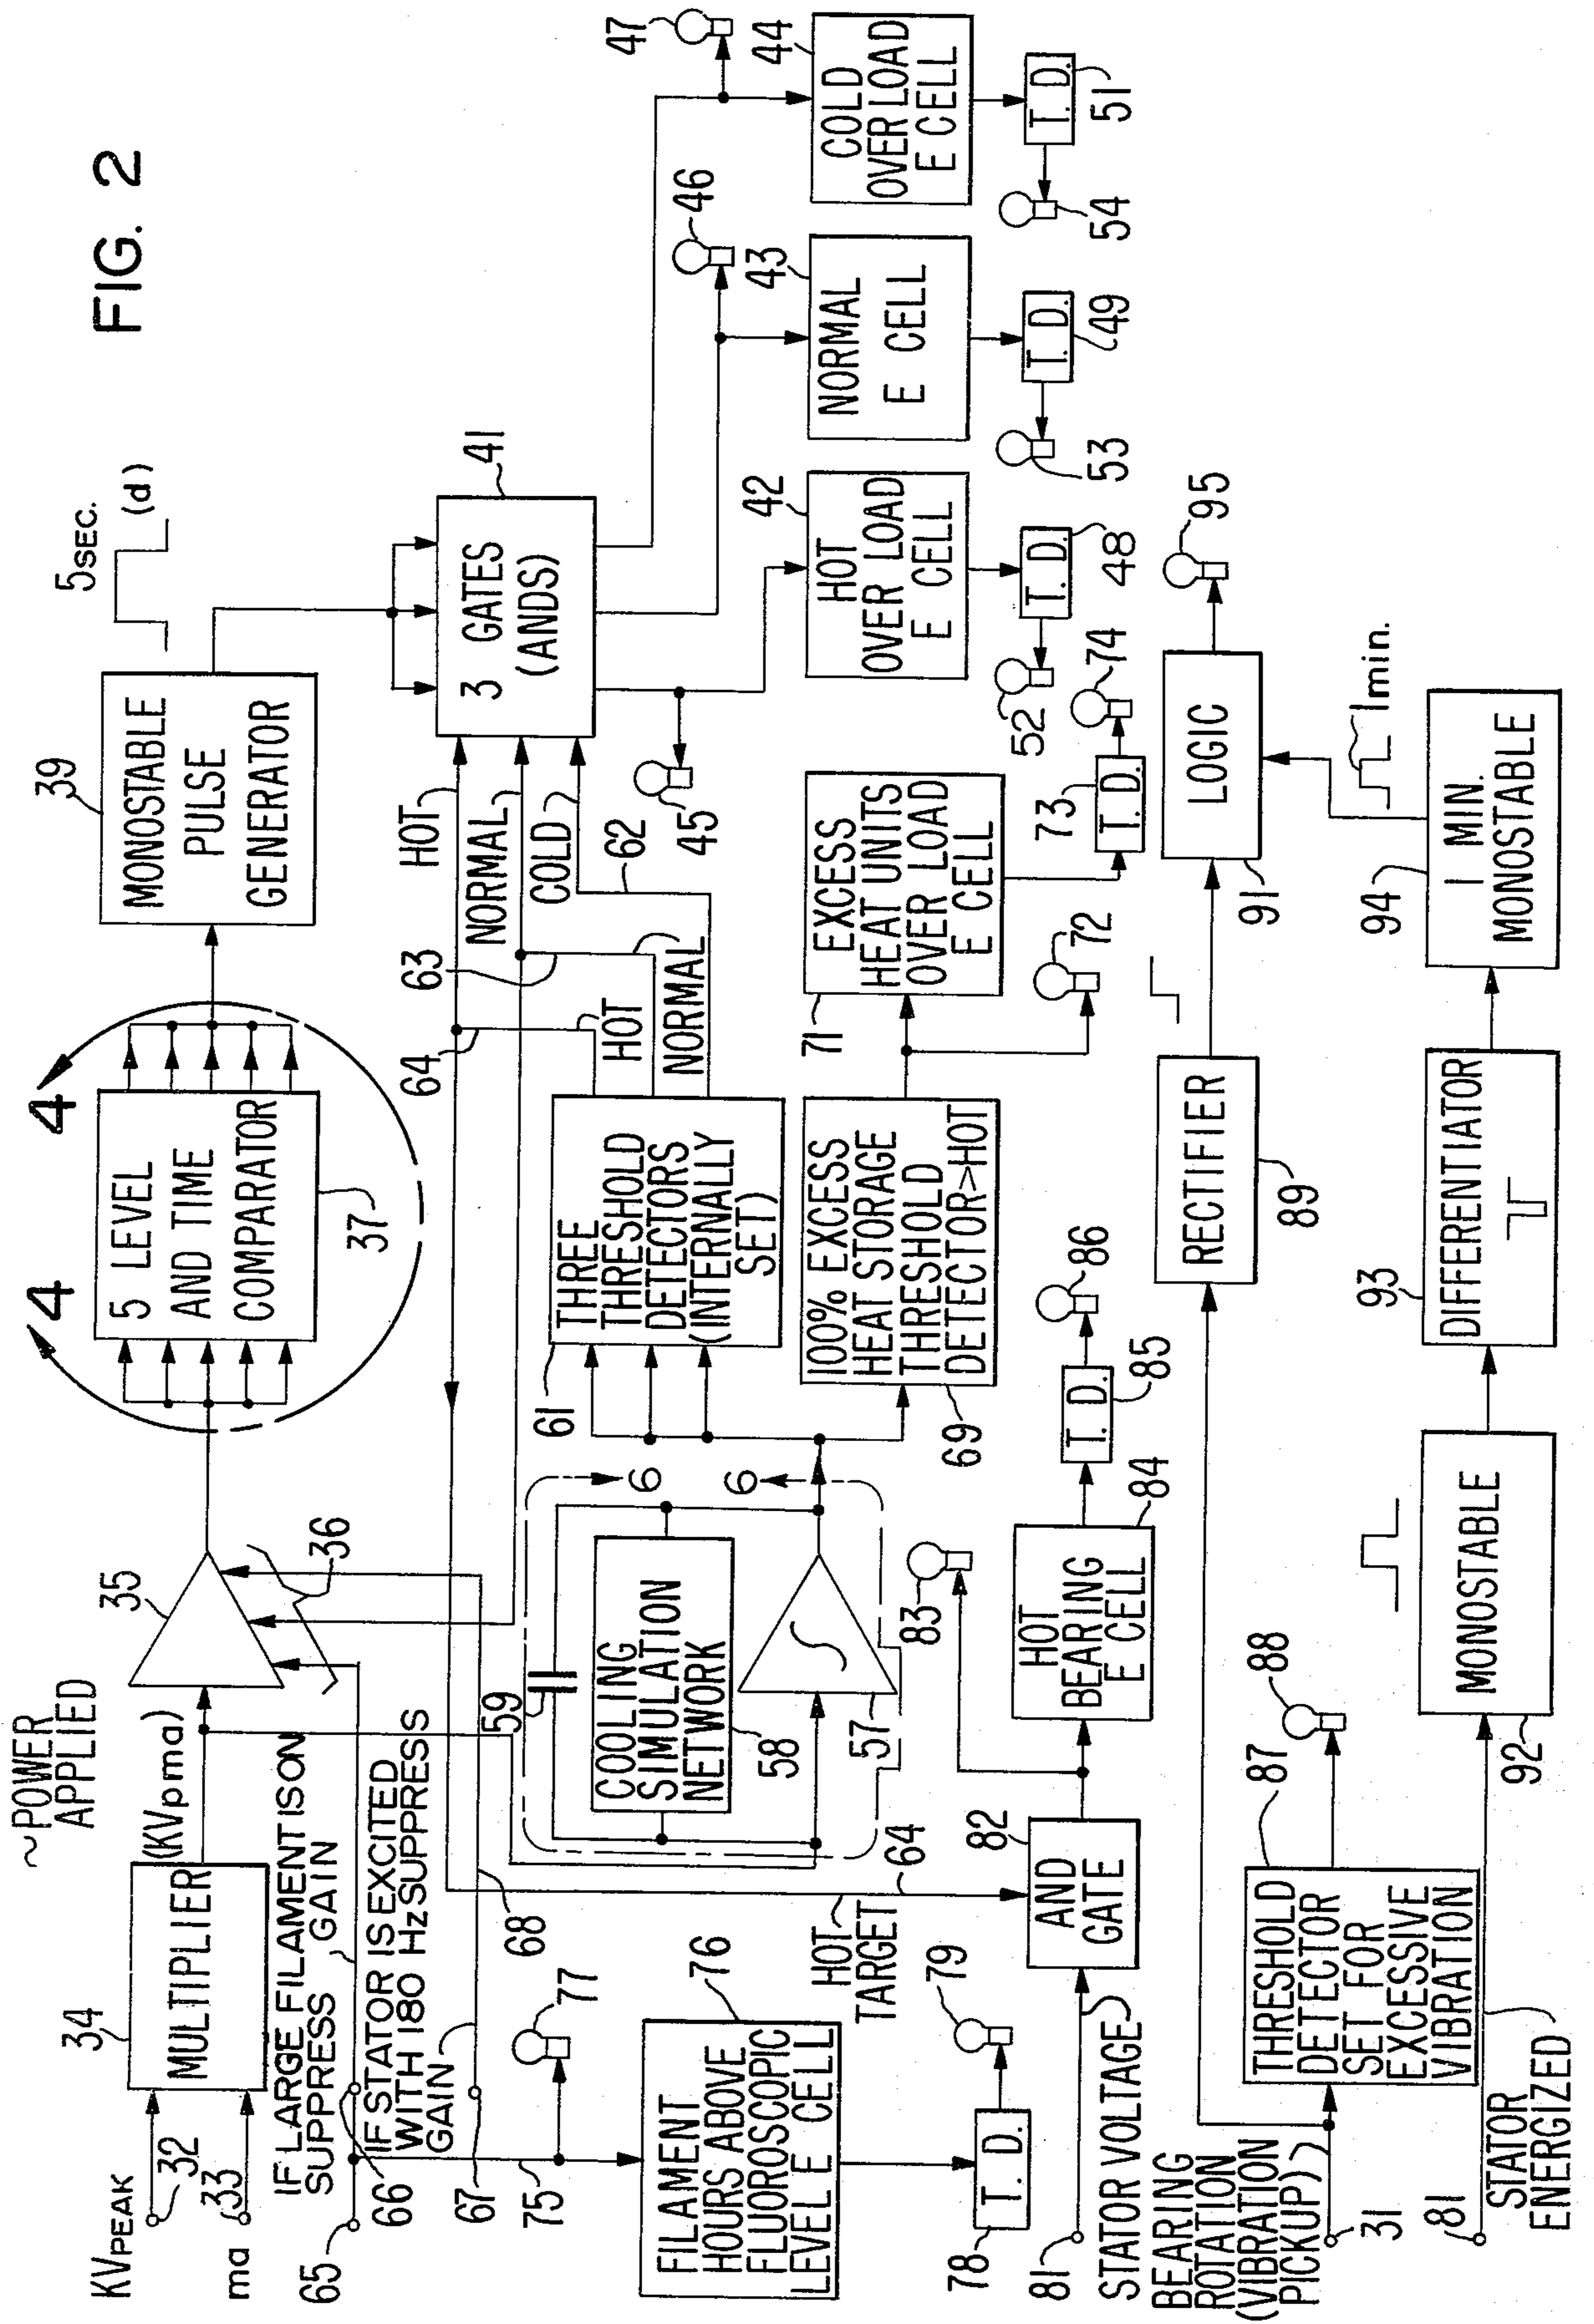 FIG. 2
~POWER
APPLIED
KVPEAK
32
ma
33
34
MULTIPLIER
(KVpma)
35
36
4
4
5 LEVEL
AND TIME
COMPARATOR
37
39
MONOSTABLE
PULSE
GENERATOR
5SEC.
(d)
41
3 GATES
(ANDS)
HOT
NORMAL
COLD
62
63
64
HOT
NORMAL
45
46
47
42
HOT
OVER LOAD
E CELL
43
NORMAL
E CELL
44
COLD
OVER LOAD
E CELL
T. D.
48
T. D.
49
T. D.
51
52
53
54
IF LARGE FILAMENT IS ON
SUPPRESS GAIN
65
66
IF STATOR IS EXCITED
WITH 180 HZ SUPPRESS
GAIN
67
68
59
COOLING
SIMULATION
NETWORK
58
57
6
6
61
THREE
THRESHOLD
DETECTORS
(INTERNALLY
SET)
100% EXCESS
HEAT STORAGE
THRESHOLD
DETECTOR>HOT
69
71
EXCESS
HEAT UNITS
OVER LOAD
E CELL
72
73
T. D.
74
75
76
77
FILAMENT
HOURS ABOVE
FLUOROSCOPIC
LEVEL E CELL
78
T. D.
79
HOT
TARGET
64
81
STATOR VOLTAGE
82
AND
GATE
83
HOT
BEARING
E CELL
84
T. D.
85
86
BEARING
ROTATION
(VIBRATION
PICKUP)
31
87
THRESHOLD
DETECTOR
SET FOR
EXCESSIVE
VIBRATION
88
RECTIFIER
89
LOGIC
91
95
81
STATOR
ENERGIZED
MONOSTABLE
92
93
DIFFERENTIATOR
94
1 MIN.
MONOSTABLE
1min.